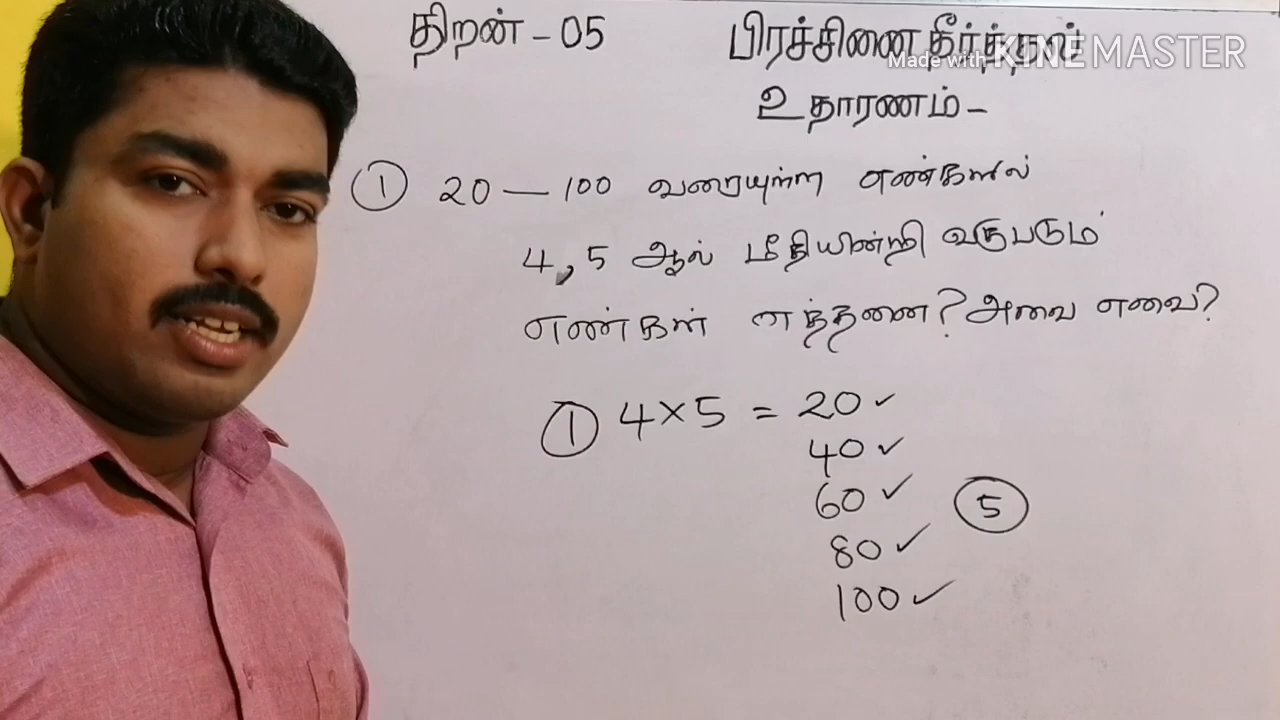 திறன் - 05
பிரச்சினை தீர்த்தல்
Made with KINEMASTER
உதாரணம் -
① 20 — 100 வரையுள்ள எண்களில்
4, 5 ஆல் மீதியின்றி வகுபடும்
எண்கள் எத்தனை? அவை எவை?
① 4 × 5 = 20 ✓
40 ✓
60 ✓
⑤
80 ✓
100 ✓